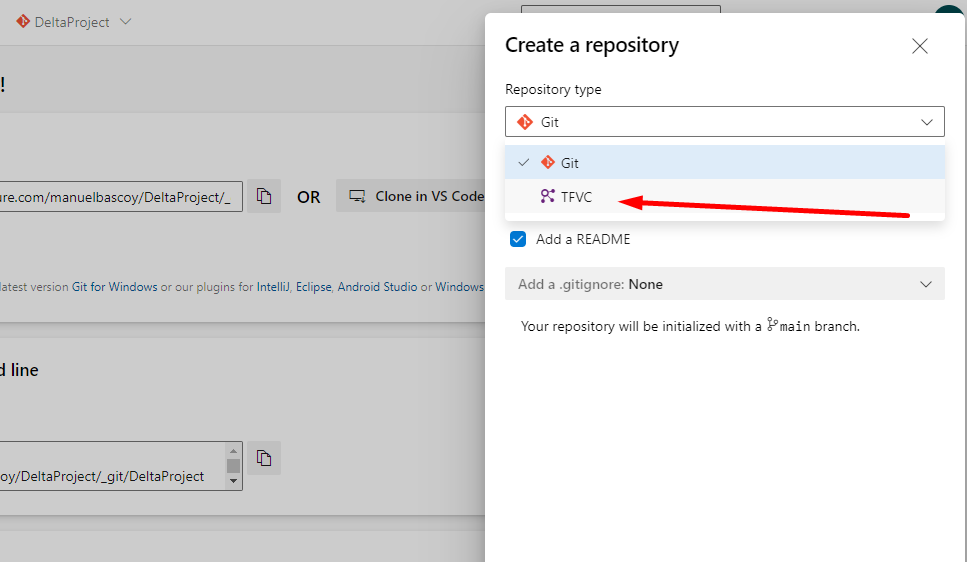 DeltaProject
!
ure.com/manuelbascoy/DeltaProject/_
OR
Clone in VS Code
latest version Git for Windows or our plugins for IntelliJ, Eclipse, Android Studio or Windows
d line
oy/DeltaProject/_git/DeltaProject
Create a repository
Repository type
Git
Git
TFVC
Add a README
Add a .gitignore: None
Your repository will be initialized with a main branch.